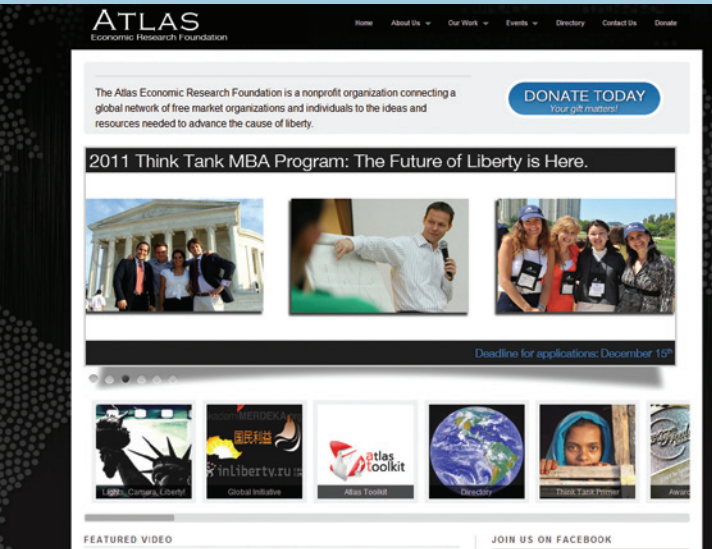 ATLAS
Economic Research Foundation
Home About Us Our Work Events Directory Contact Us Donate
The Atlas Economic Research Foundation is a nonprofit organization connecting a
global network of free market organizations and individuals to the ideas and
resources needed to advance the cause of liberty.
DONATE TODAY
Your gift matters!
2011 Think Tank MBA Program: The Future of Liberty is Here.
Deadline for applications: December 15th
MERDEKA
国民利益
inliberty.ru
atlas
toolkit
Lights, Camera, Liberty!
Global Initiative
Atlas Toolkit
Directory
Think Tank Primer
Award
FEATURED VIDEO
JOIN US ON FACEBOOK